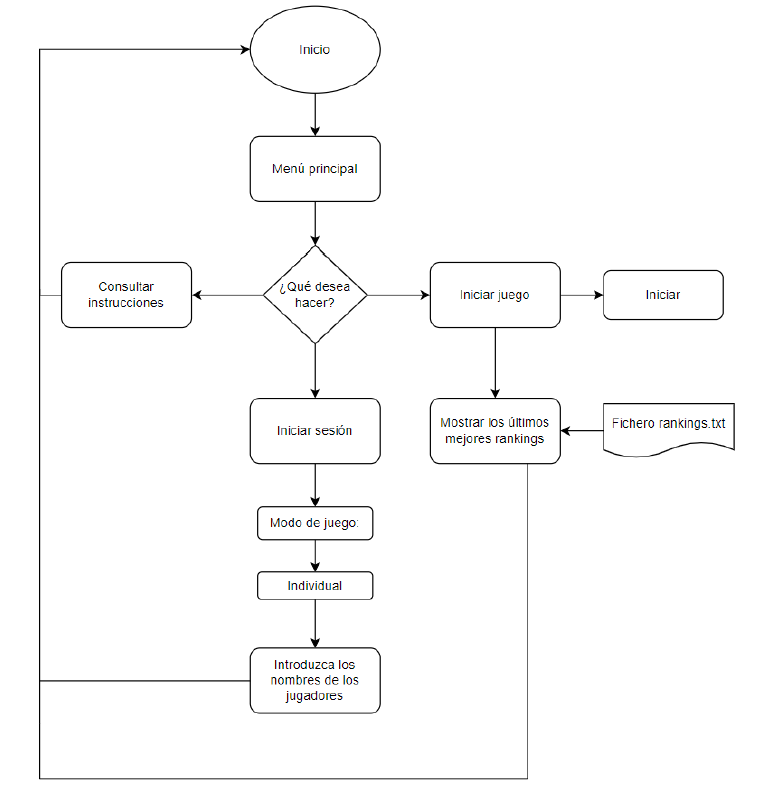 Inicio
Menú principal
¿Qué desea
hacer?
Consultar
instrucciones
Iniciar juego
Iniciar
Iniciar sesión
Mostrar los últimos
mejores rankings
Fichero rankings.txt
Modo de juego:
Individual
Introduzca los
nombres de los
jugadores